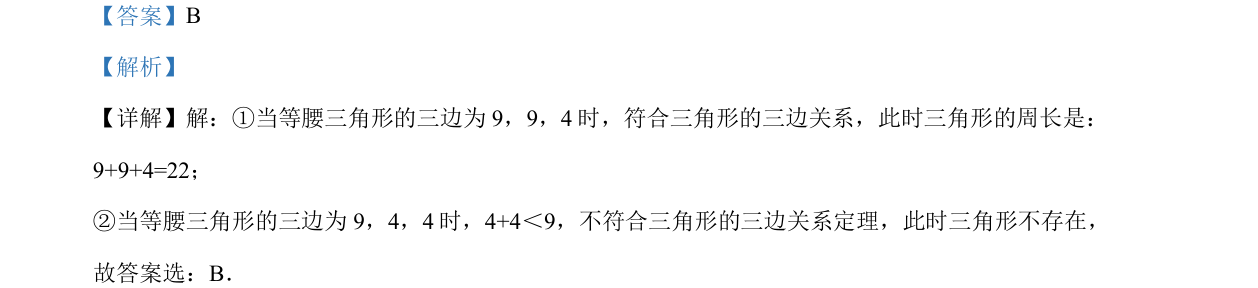 【答案】B
【解析】
【详解】解：①当等腰三角形的三边为 9，9，4 时，符合三角形的三边关系，此时三角形的周长是：
9+9+4=22；
②当等腰三角形的三边为 9，4，4 时，4+4＜9，不符合三角形的三边关系定理，此时三角形不存在，
故答案选：B．